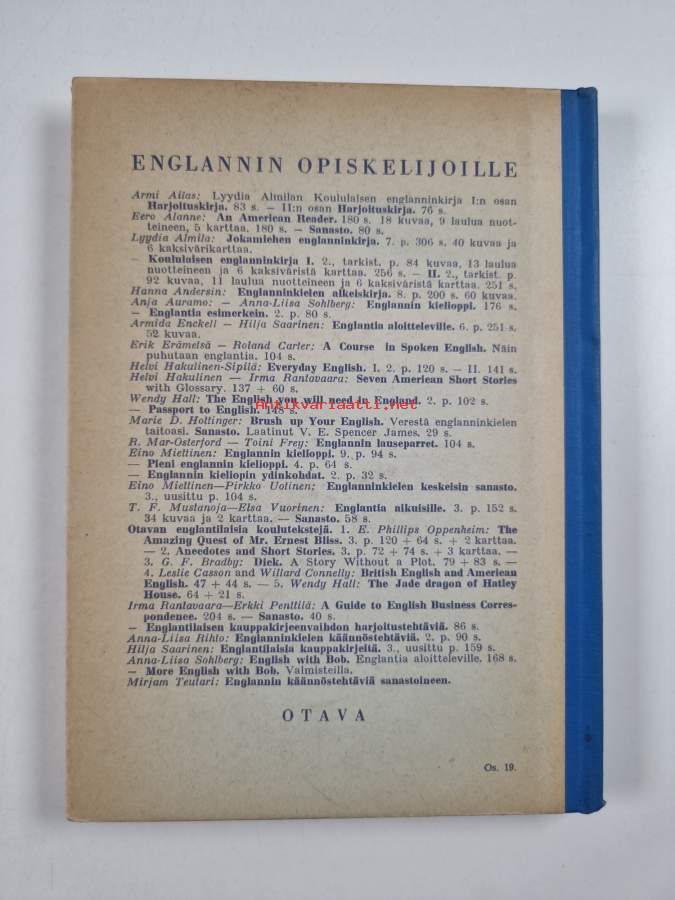 ENGLANNIN OPISKELIJOILLE
Armi Ailas: Lyydia Almilan Koululaisen englanninkirja I:n osan
Harjoituskirja. 83 s. — II:n osan Harjoituskirja. 76 s.
Eero Alanne: An American Reader. 180 s. 18 kuvaa, 9 laulua nuot-
teineen, 5 karttaa. 180 s. — Sanasto. 80 s.
Lyydia Almila: Jokamiehen englanninkirja. 7. p. 306 s. 40 kuvaa ja
6 kaksivärikarttaa.
— Koululaisen englanninkirja I. 2., tarkist. p. 84 kuvaa, 13 laulua
nuotteineen ja 6 kaksiväristä karttaa. 256 s. — II. 2., tarkist. p.
92 kuvaa, 11 laulua nuotteineen ja 6 kaksiväristä karttaa. 251 s.
Hanna Andersin: Englanninkielen alkeiskirja. 8. p. 200 s. 60 kuvaa.
Anja Auramo: — Anna-Liisa Sohlberg: Englannin kielioppi. 176 s.
— Englantia esimerkein. 2. p. 80 s.
Armida Enckell — Hilja Saarinen: Englantia aloitteleville. 6. p. 251 s.
52 kuvaa.
Erik Erämetsä — Roland Carter: A Course in Spoken English. Näin
puhutaan englantia. 104 s.
Helvi Hakulinen-Sipilä: Everyday English. I. 2. p. 120 s. — II. 141 s.
Helvi Hakulinen — Irma Rantavaara: Seven American Short Stories
with Glossary. 137 + 60 s.
Wendy Hall: The English you will need in England. 2. p. 102 s.
— Passport to English. 148 s.
Antikvariaatti.net
Marie D. Hottinger: Brush up Your English. Verestä englanninkielen
taitoasi. Sanasto. Laatinut V. E. Spencer James. 29 s.
R. Mar-Osterford — Toini Frey: Englannin lauseparret. 104 s.
Eino Miettinen: Englannin kielioppi. 9. p. 94 s.
— Pieni englannin kielioppi. 4. p. 64 s.
— Englannin kieliopin ydinkohdat. 2. p. 32 s.
Eino Miettinen—Pirkko Uotinen: Englanninkielen keskeisin sanasto.
3., uusittu p. 104 s.
T. F. Mustanoja—Elsa Vuorinen: Englantia aikuisille. 3. p. 152 s.
34 kuvaa ja 2 karttaa. — Sanasto. 58 s.
Otavan englantilaisia koulutekstejä. 1. E. Phillips Oppenheim: The
Amazing Quest of Mr. Ernest Bliss. 3. p. 120 + 64 s. + 2 karttaa.
— 2. Anecdotes and Short Stories. 3. p. 72 + 74 s. + 3 karttaa. —
3. G. F. Bradby: Dick. A Story Without a Plot. 79 + 83 s. —
4. Leslie Casson and Willard Connelly: British English and American
English. 47 + 44 s. — 5. Wendy Hall: The Jade dragon of Hatley
House. 64 + 21 s.
Irma Rantavaara—Erkki Penttilä: A Guide to English Business Corres-
pondence. 204 s. — Sanasto. 40 s.
— Englantilaisen kauppakirjeenvaihdon harjoitustehtäviä. 86 s.
Anna-Liisa Rihto: Englanninkielen käännöstehtäviä. 2. p. 90 s.
Hilja Saarinen: Englantilaisia kauppakirjeitä. 3., uusittu p. 159 s.
Anna-Liisa Sohlberg: English with Bob. Englantia aloitteleville. 168 s.
— More English with Bob. Valmisteilla.
Mirjam Teulari: Englannin käännöstehtäviä sanastoineen.
OTAVA
Os. 19.